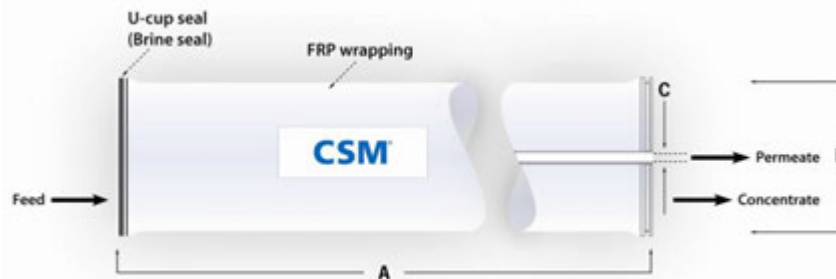 U-cup seal
(Brine seal)
FRP wrapping
C
CSM
Feed
Permeate
Concentrate
A